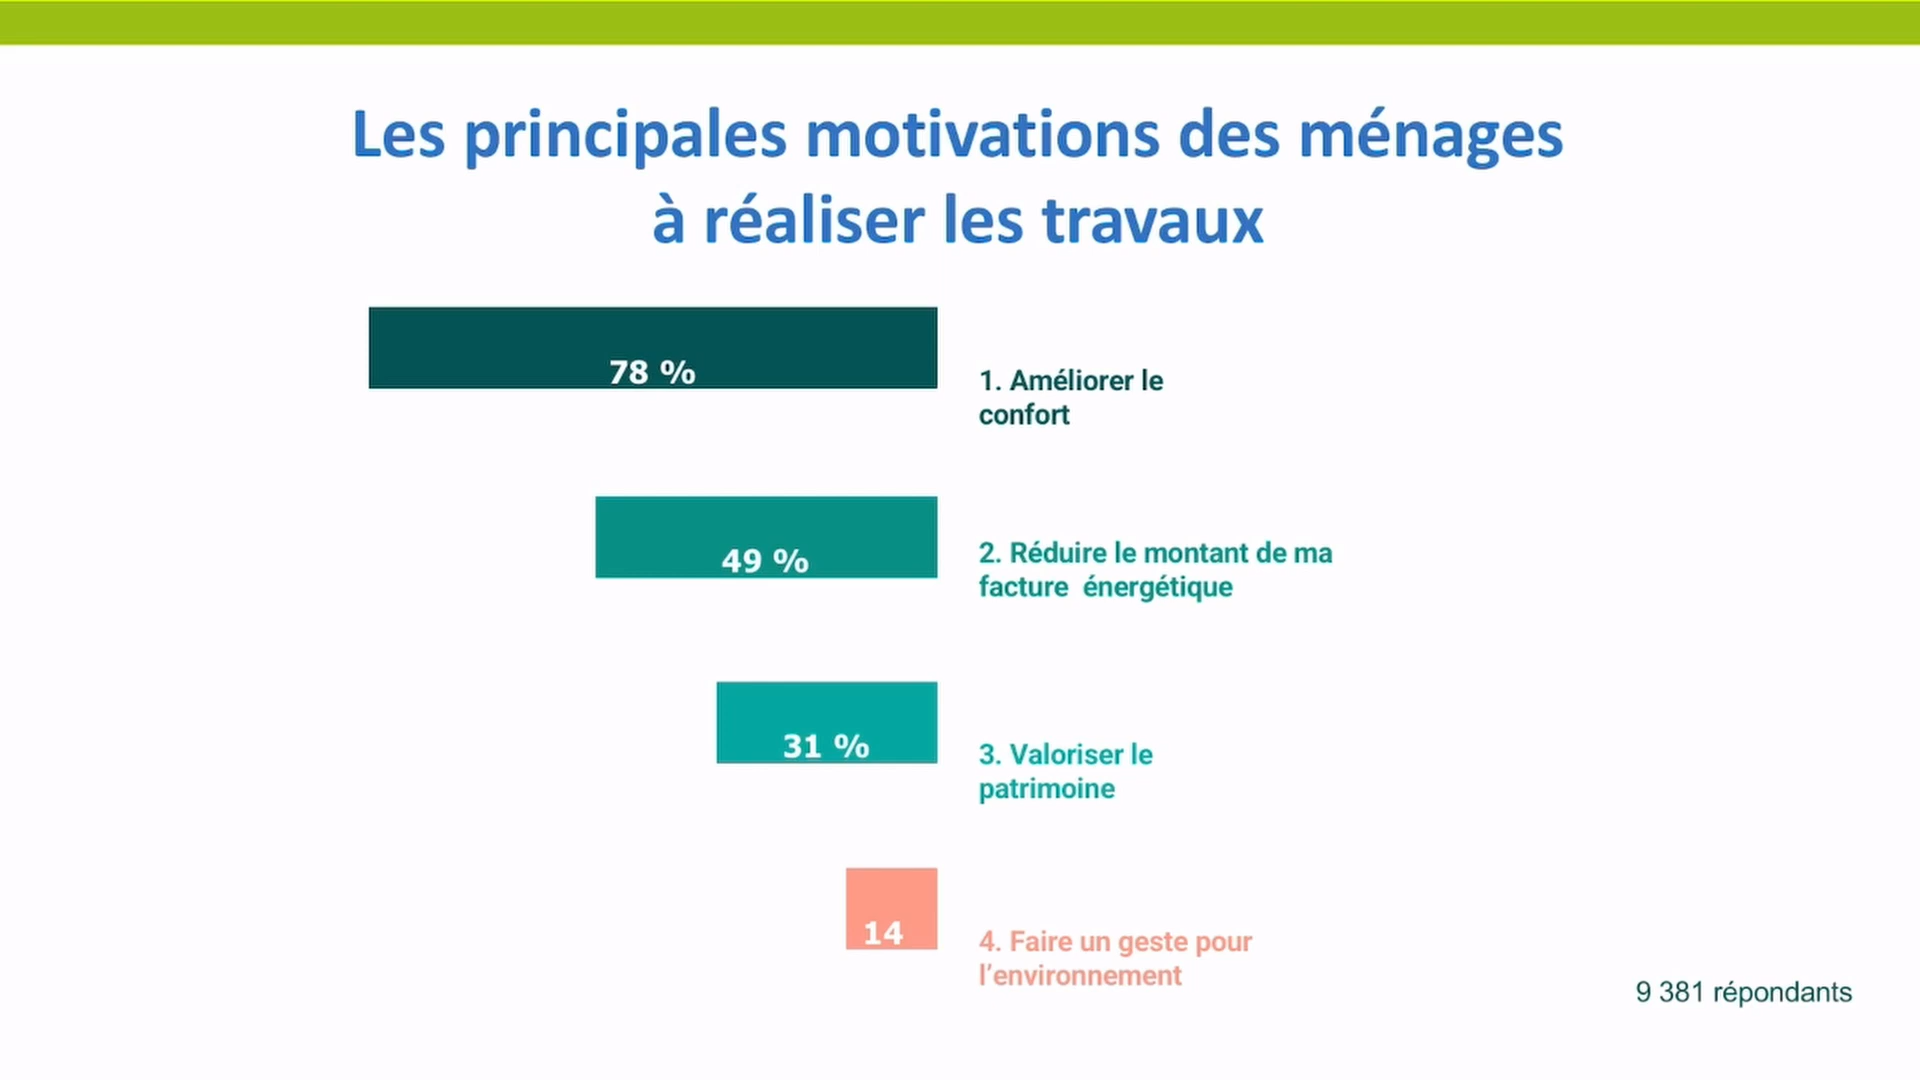 Les principales motivations des ménages
à réaliser les travaux
78 %
1. Améliorer le
confort
49 %
2. Réduire le montant de ma
facture  énergétique
31 %
3. Valoriser le
patrimoine
14
4. Faire un geste pour
l’environnement
9 381 répondants